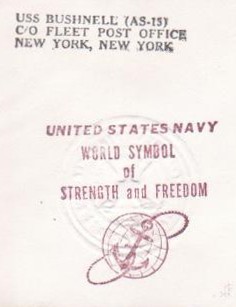 USS BUSHNELL (AS-15)
C/O FLEET POST OFFICE
NEW YORK, NEW YORK
UNITED STATES NAVY
WORLD SYMBOL
of
STRENGTH and FREEDOM